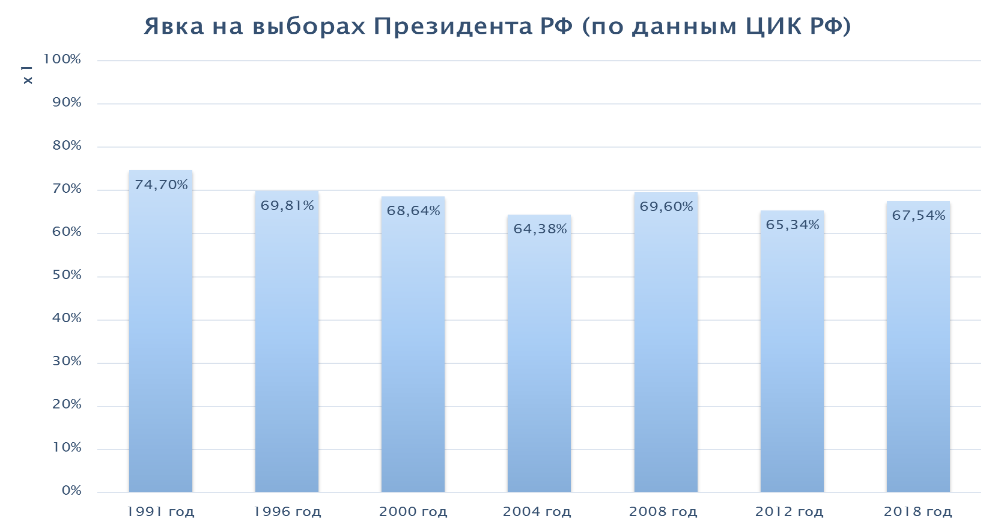 Явка на выборах Президента РФ (по данным ЦИК РФ)
x 1
100%
90%
80%
70%
60%
50%
40%
30%
20%
10%
0%
74,70%
69,81%
68,64%
64,38%
69,60%
65,34%
67,54%
1991 год
1996 год
2000 год
2004 год
2008 год
2012 год
2018 год